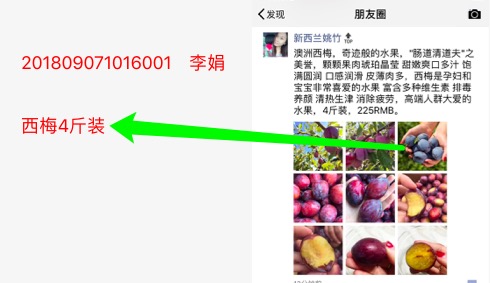 201809071016001 李娟
西梅4斤装
发现
朋友圈
新西兰姚竹
澳洲西梅，奇迹般的水果，"肠道清道夫"之
美誉，颗颗果肉琥珀晶莹 甜嫩爽口多汁 饱
满圆润 口感润滑 皮薄肉多，西梅是孕妇和
宝宝非常喜爱的水果 富含多种维生素 排毒
养颜 清热生津 消除疲劳，高端人群大爱的
水果，4斤装，225RMB。